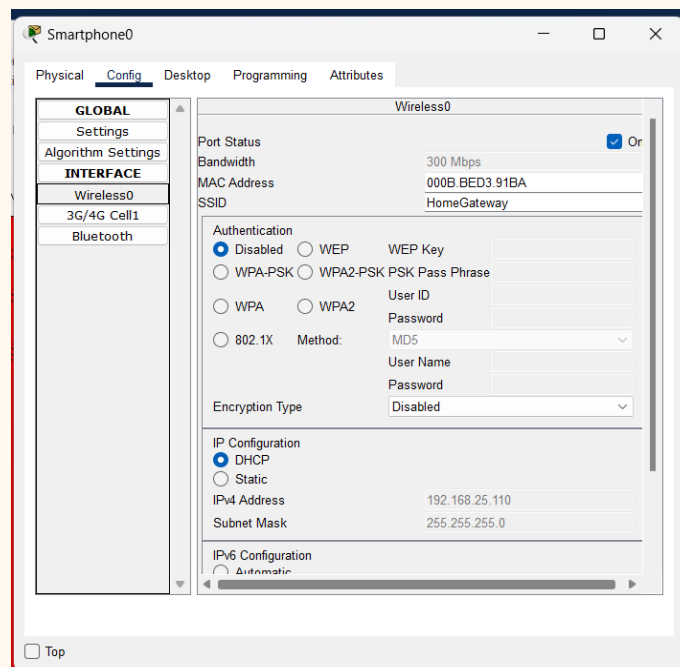 Smartphone0
Physical Config Desktop Programming Attributes
GLOBAL
Settings
Algorithm Settings
INTERFACE
Wireless0
3G/4G Cell1
Bluetooth
Wireless0
Port Status On
Bandwidth 300 Mbps
MAC Address 000B.BED3.91BA
SSID HomeGateway
Authentication
Disabled WEP WEP Key
WPA-PSK WPA2-PSK PSK Pass Phrase
User ID
WPA WPA2
Password
802.1X Method: MD5
User Name
Password
Encryption Type Disabled
IP Configuration
DHCP
Static
IPv4 Address 192.168.25.110
Subnet Mask 255.255.255.0
IPv6 Configuration
Automatic
Top